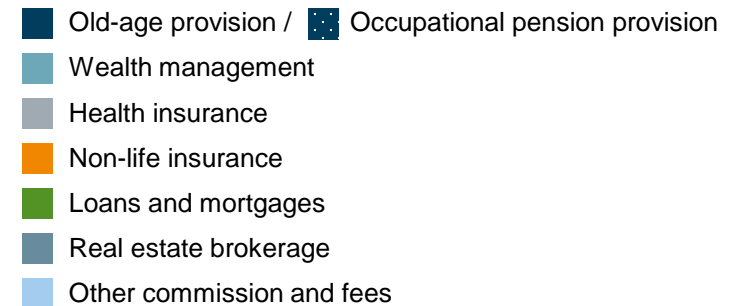 Old-age provision / Occupational pension provision
Wealth management
Health insurance
Non-life insurance
Loans and mortgages
Real estate brokerage
Other commission and fees